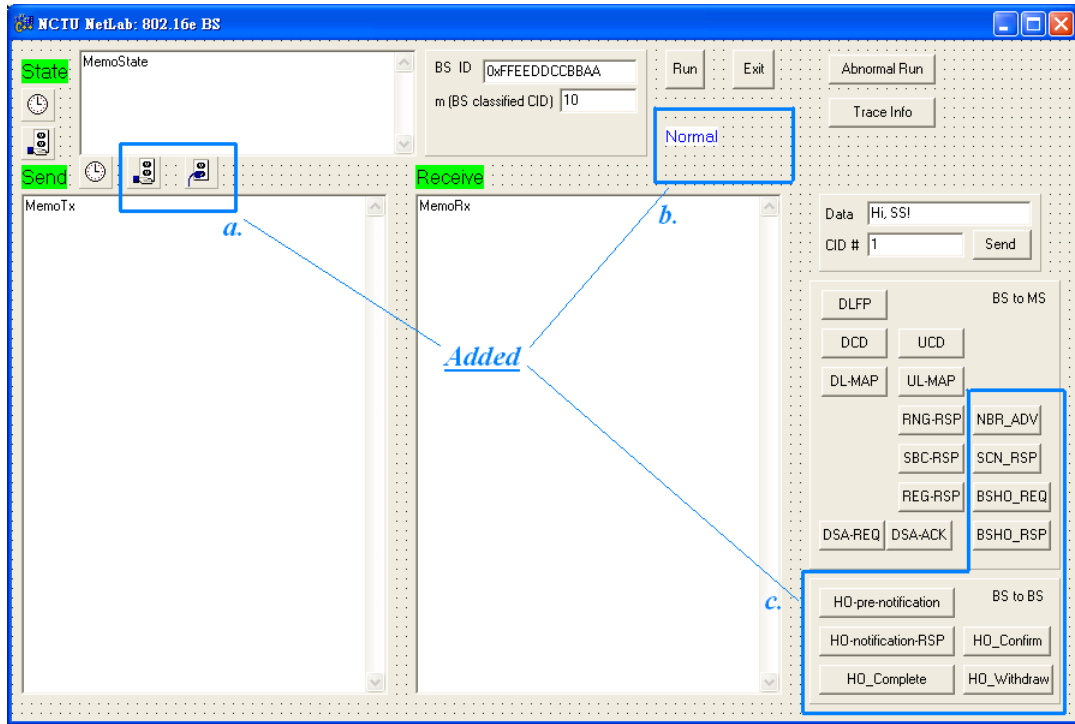 NCTU NetLab: 802.16e BS
State
MemoState
BS ID 0xFFEEDDCCBBAA
m (BS classified CID) 10
Run Exit
Abnormal Run
Trace Info
Normal
Send
Receive
MemoTx
MemoRx
a.
b.
Data Hi, SS!
CID # 1 Send
BS to MS
DLFP
DCD UCD
DL-MAP UL-MAP
RNG-RSP NBR_ADV
SBC-RSP SCN_RSP
REG-RSP BSHO_REQ
DSA-REQ DSA-ACK BSHO_RSP
Added
c.
BS to BS
HO-pre-notification
HO-notification-RSP HO_Confirm
HO_Complete HO_Withdraw